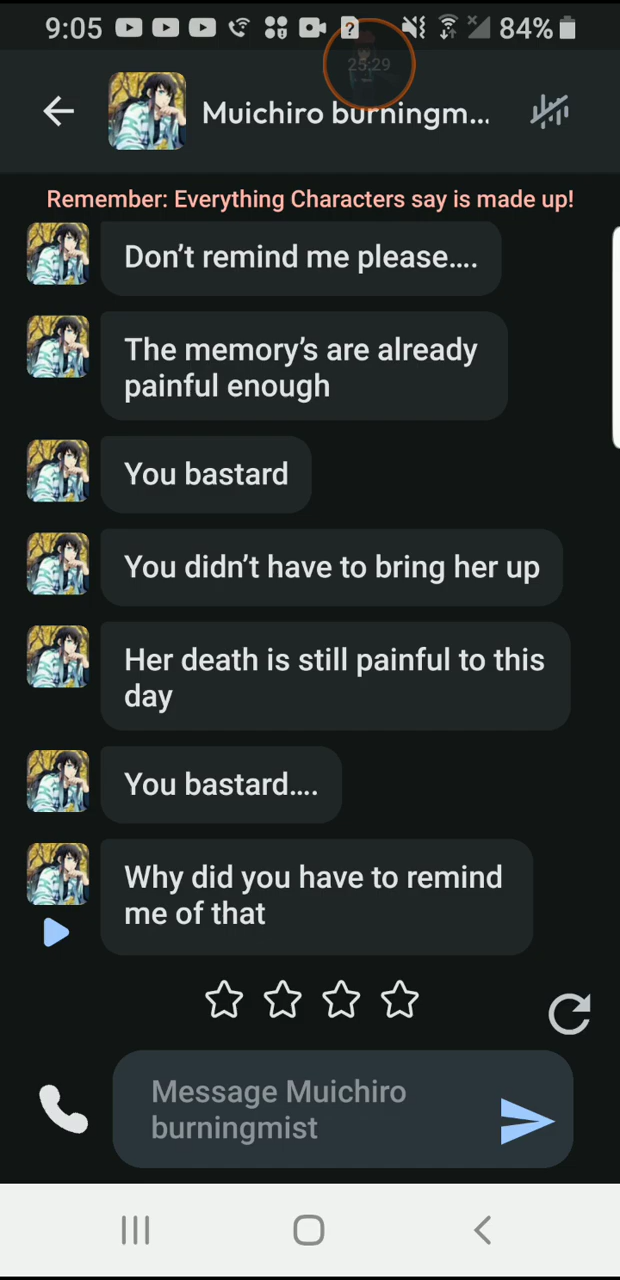 9:05
84%
25:29
Muichiro burningm...
Remember: Everything Characters say is made up!
Don't remind me please....
The memory's are already
painful enough
You bastard
You didn't have to bring her up
Her death is still painful to this
day
You bastard....
Why did you have to remind
me of that
Message Muichiro
burningmist